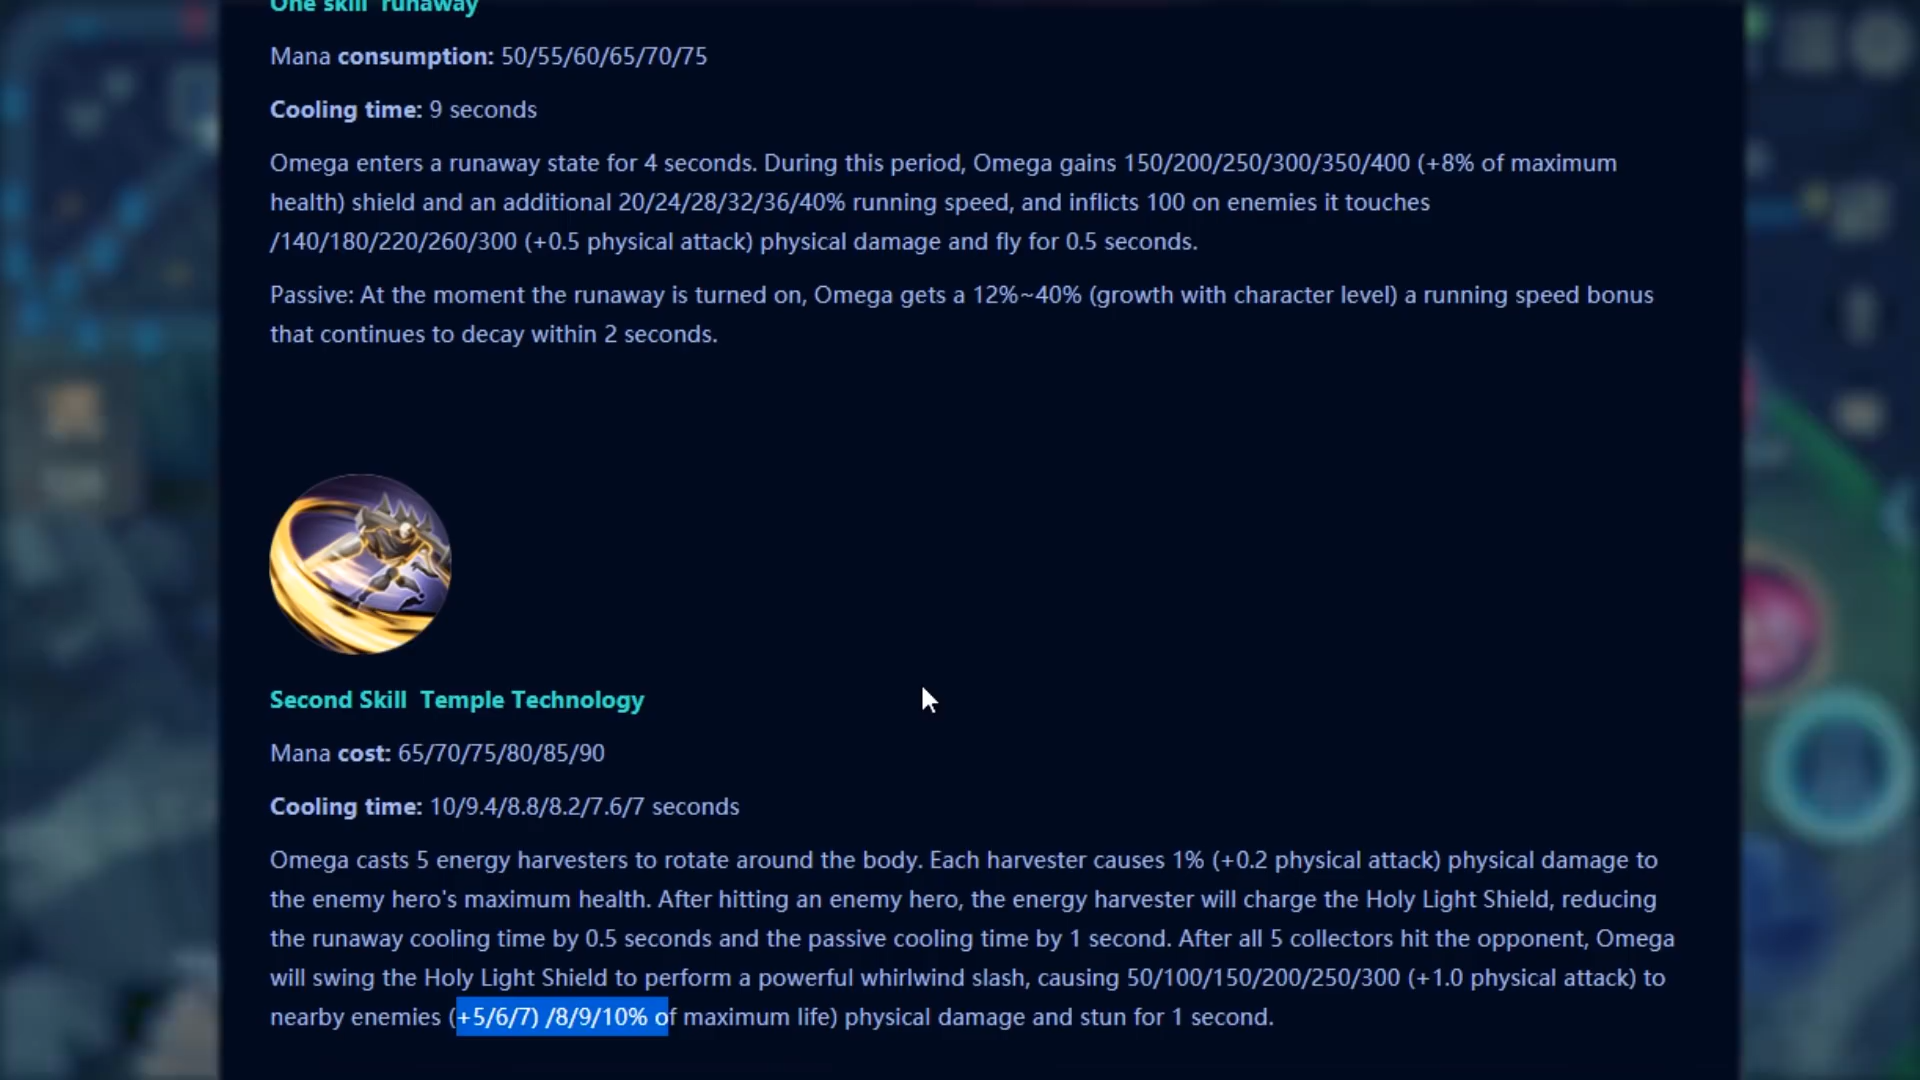 One skill runaway
Mana consumption: 50/55/60/65/70/75
Cooling time: 9 seconds
Omega enters a runaway state for 4 seconds. During this period, Omega gains 150/200/250/300/350/400 (+8% of maximum
health) shield and an additional 20/24/28/32/36/40% running speed, and inflicts 100 on enemies it touches
/140/180/220/260/300 (+0.5 physical attack) physical damage and fly for 0.5 seconds.
Passive: At the moment the runaway is turned on, Omega gets a 12%~40% (growth with character level) a running speed bonus
that continues to decay within 2 seconds.
Second Skill Temple Technology
Mana cost: 65/70/75/80/85/90
Cooling time: 10/9.4/8.8/8.2/7.6/7 seconds
Omega casts 5 energy harvesters to rotate around the body. Each harvester causes 1% (+0.2 physical attack) physical damage to
the enemy hero's maximum health. After hitting an enemy hero, the energy harvester will charge the Holy Light Shield, reducing
the runaway cooling time by 0.5 seconds and the passive cooling time by 1 second. After all 5 collectors hit the opponent, Omega
will swing the Holy Light Shield to perform a powerful whirlwind slash, causing 50/100/150/200/250/300 (+1.0 physical attack) to
nearby enemies (+5/6/7) /8/9/10% of maximum life) physical damage and stun for 1 second.